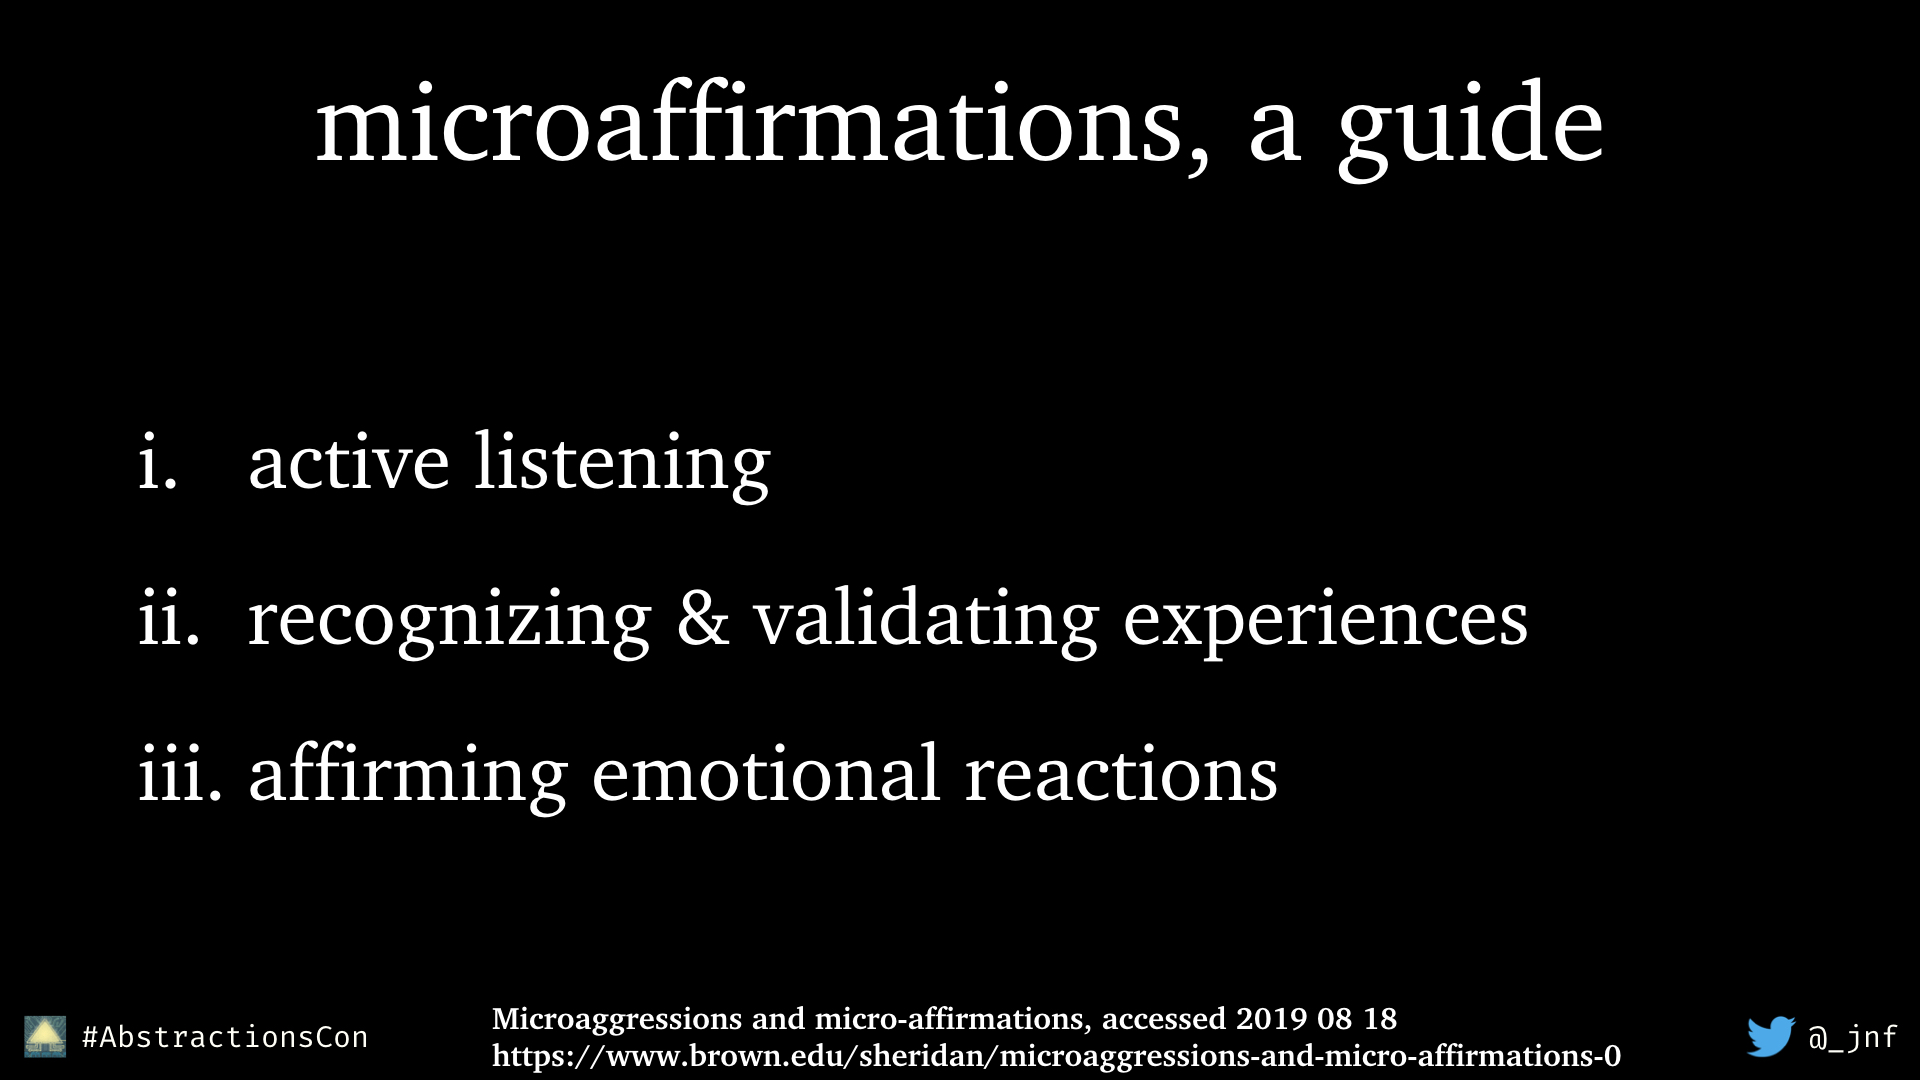 microaffirmations, a guide
i. active listening
ii. recognizing & validating experiences
iii. affirming emotional reactions
#AbstractionsCon
Microaggressions and micro-affirmations, accessed 2019 08 18
https://www.brown.edu/sheridan/microaggressions-and-micro-affirmations-0
@_jnf